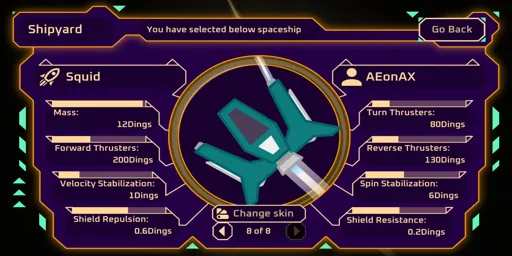 Shipyard
You have selected below spaceship
Go Back
Squid
AEonAX
Mass:
12Dings
Forward Thrusters:
200Dings
Velocity Stabilization:
1Dings
Shield Repulsion:
0.6Dings
Turn Thrusters:
80Dings
Reverse Thrusters:
130Dings
Spin Stabilization:
6Dings
Shield Resistance:
0.2Dings
Change skin
8 of 8